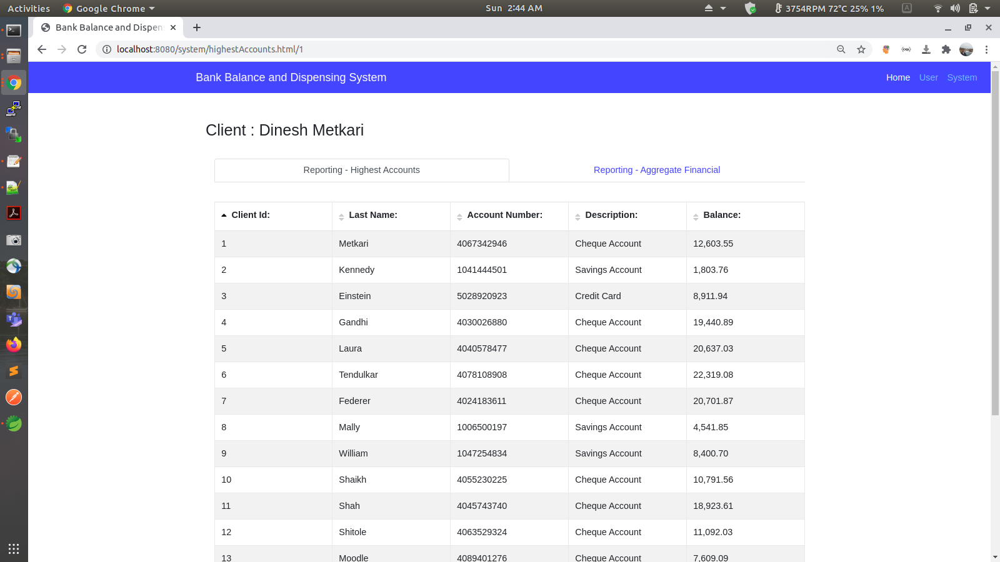 Activities Google Chrome Sun 2:44 AM 3754RPM 72°C 25% 1% A
Bank Balance and Dispen
localhost:8080/system/highestAccounts.html/1
Bank Balance and Dispensing System Home User System
Client : Dinesh Metkari
Reporting - Highest Accounts Reporting - Aggregate Financial
Client Id: Last Name: Account Number: Description: Balance:
1 Metkari 4067342946 Cheque Account 12,603.55
2 Kennedy 1041444501 Savings Account 1,803.76
3 Einstein 5028920923 Credit Card 8,911.94
4 Gandhi 4030026880 Cheque Account 19,440.89
5 Laura 4040578477 Cheque Account 20,637.03
6 Tendulkar 4078108908 Cheque Account 22,319.08
7 Federer 4024183611 Cheque Account 20,701.87
8 Mally 1006500197 Savings Account 4,541.85
9 William 1047254834 Savings Account 8,400.70
10 Shaikh 4055230225 Cheque Account 10,791.56
11 Shah 4045743740 Cheque Account 18,923.61
12 Shitole 4063529324 Cheque Account 11,092.03
13 Moodle 4089401276 Cheque Account 7,609.09